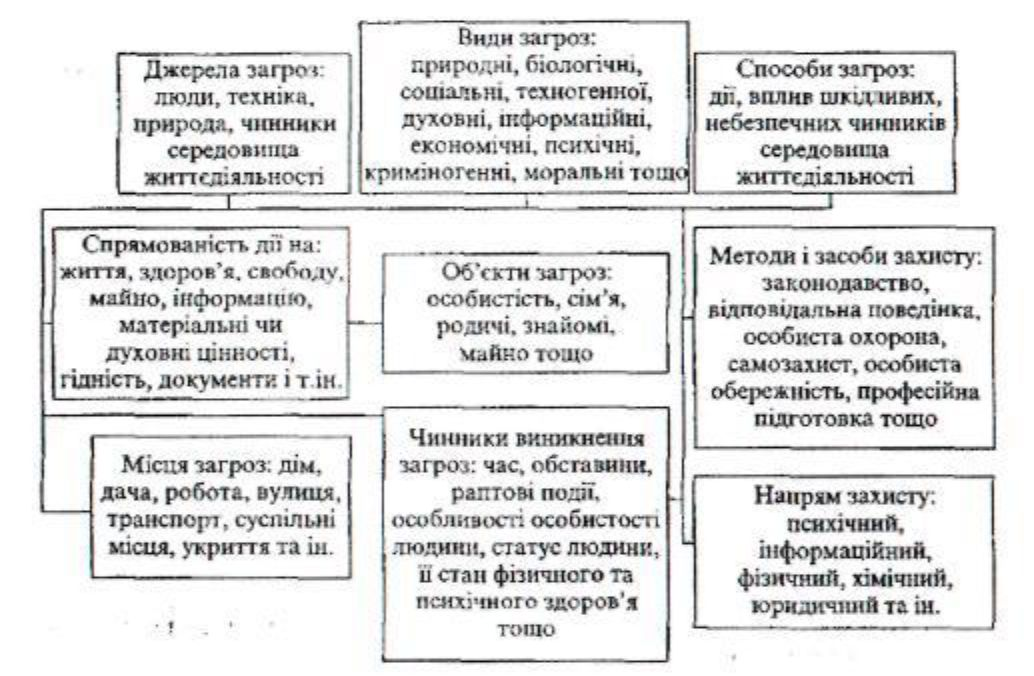 Джерела загроз:
люди, техніка,
природа, чинники
середовища
життєдіяльності
Види загроз:
природні, біологічні,
соціальні, техногенної,
духовні, інформаційні,
економічні, психічні,
криміногенні, моральні тощо
Способи загроз:
дії, вплив шкідливих,
небезпечних чинників
середовища
життєдіяльності
Спрямованість дії на:
життя, здоров’я, свободу,
майно, інформацію,
матеріальні чи
духовні цінності,
гідність, документи і т.ін.
Об’єкти загроз:
особистість, сім’я,
родичі, знайомі,
майно тощо
Методи і засоби захисту:
законодавство,
відповідальна поведінка,
особиста охорона,
самозахист, особиста
обережність, професійна
підготовка тощо
Місця загроз: дім,
дача, робота, вулиця,
транспорт, суспільні
місця, укриття та ін.
Чинники виникнення
загроз: час, обставини,
раптові події,
особливості особистості
людини, статус людини,
її стан фізичного та
психічного здоров’я
тощо
Напрям захисту:
психічний,
інформаційний,
фізичний, хімічний,
юридичний та ін.